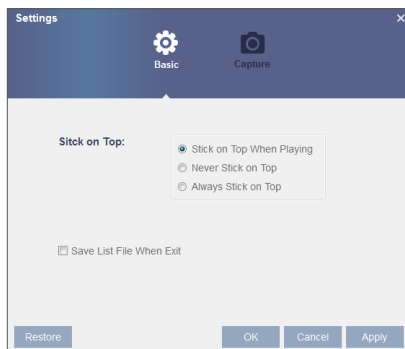 Settings
Basic
Capture
Sitck on Top:
Stick on Top When Playing
Never Stick on Top
Always Stick on Top
Save List File When Exit
Restore
OK
Cancel
Apply